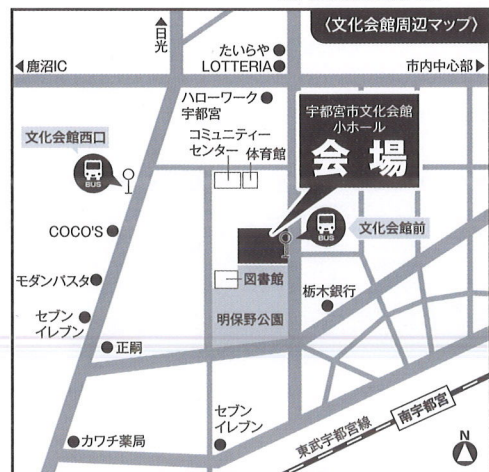 〈文化会館周辺マップ〉
▲日光
たいらや
LOTTERIA
◀鹿沼IC
市内中心部▶
ハローワーク
宇都宮
宇都宮市文化会館
小ホール
会場
コミュニティー
センター
体育館
文化会館西口
BUS
BUS
文化会館前
COCO'S
モダンパスタ
図書館
栃木銀行
セブン
イレブン
明保野公園
正嗣
セブン
イレブン
南宇都宮
東武宇都宮線
カワチ薬局
N